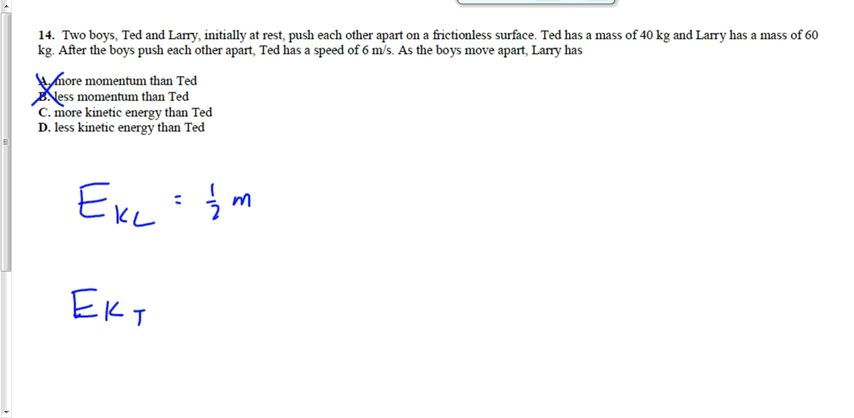 14. Two boys, Ted and Larry, initially at rest, push each other apart on a frictionless surface. Ted has a mass of 40 kg and Larry has a mass of 60
kg. After the boys push each other apart, Ted has a speed of 6 m/s. As the boys move apart, Larry has
A. more momentum than Ted
B. less momentum than Ted
C. more kinetic energy than Ted
D. less kinetic energy than Ted
E KL = 1/2 m
E K T